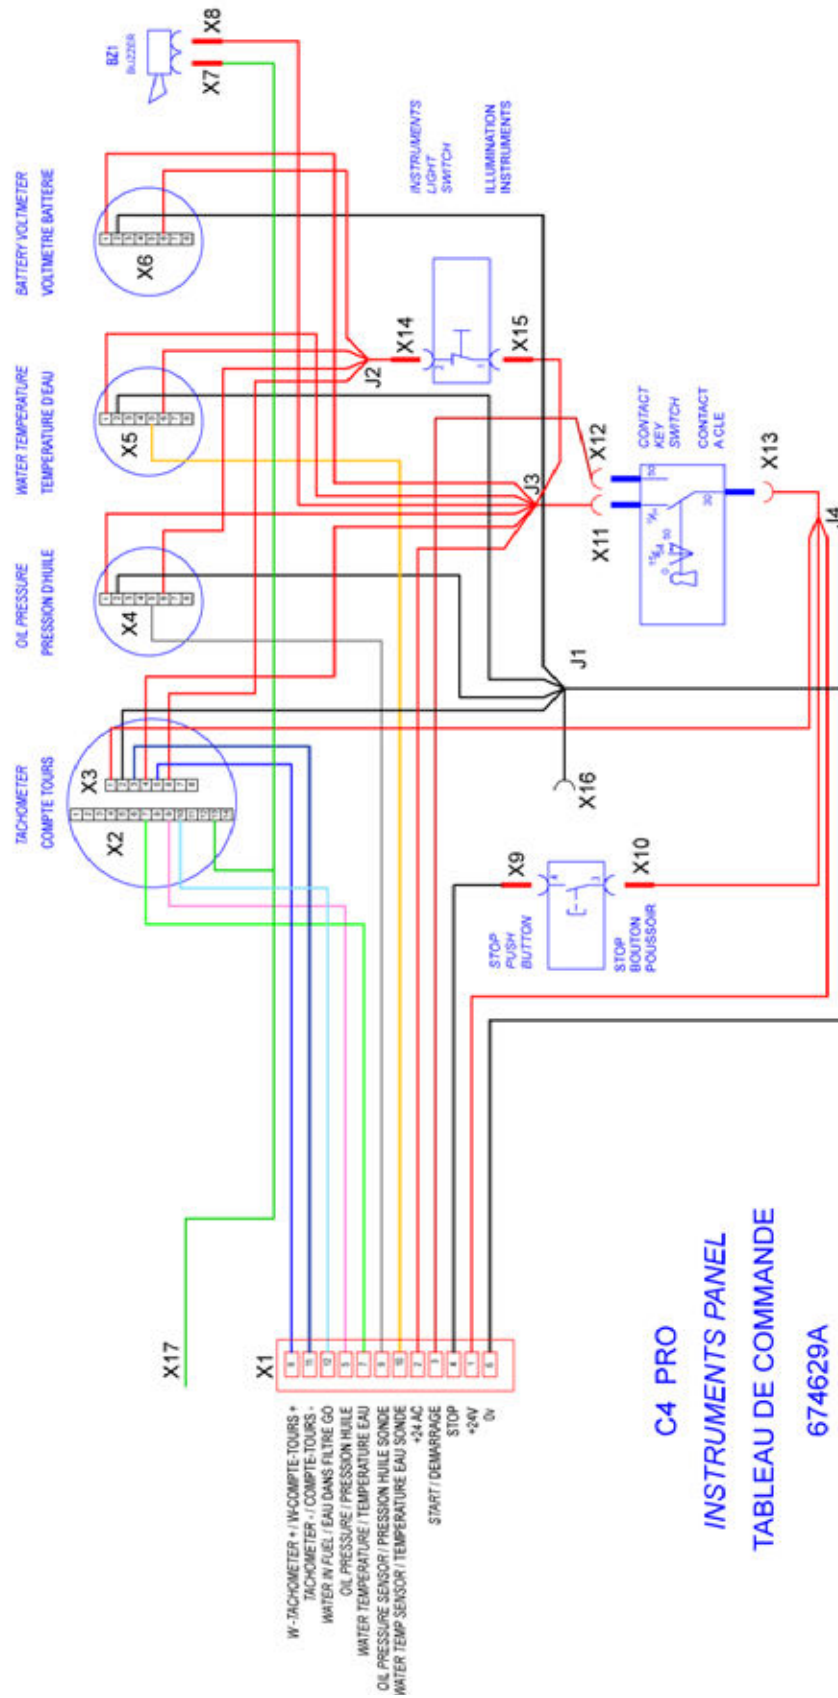 X8
X7
BZ1
BUZZER
BATTERY VOLTMETER
VOLTMETRE BATTERIE
X6
INSTRUMENTS
LIGHT
SWITCH
ILLUMINATION
INSTRUMENTS
WATER TEMPERATURE
TEMPERATURE D'EAU
X5
J2
X14
X15
OIL PRESSURE
PRESSION D'HUILE
X4
J3
X12
X11
CONTACT
KEY
SWITCH
CONTACT
A CLE
50
30
X13
J4
J1
X16
TACHOMETER
COMPTE TOURS
X3
X2
X9
X10
STOP
PUSH
BUTTON
STOP
BOUTON
POUSSOIR
X17
X1
W-TACHOMETER + / W-COMPTE-TOURS +
TACHOMETER - / COMPTE-TOURS -
WATER IN FUEL / EAU DANS FILTRE GO
OIL PRESSURE / PRESSION HUILE
WATER TEMPERATURE / TEMPERATURE EAU
OIL PRESSURE SENSOR / PRESSION HUILE SONDE
WATER TEMP SENSOR / TEMPERATURE EAU SONDE
+24 AC
START / DEMARRAGE
STOP
+24V
0v
C4 PRO
INSTRUMENTS PANEL
TABLEAU DE COMMANDE
674629A